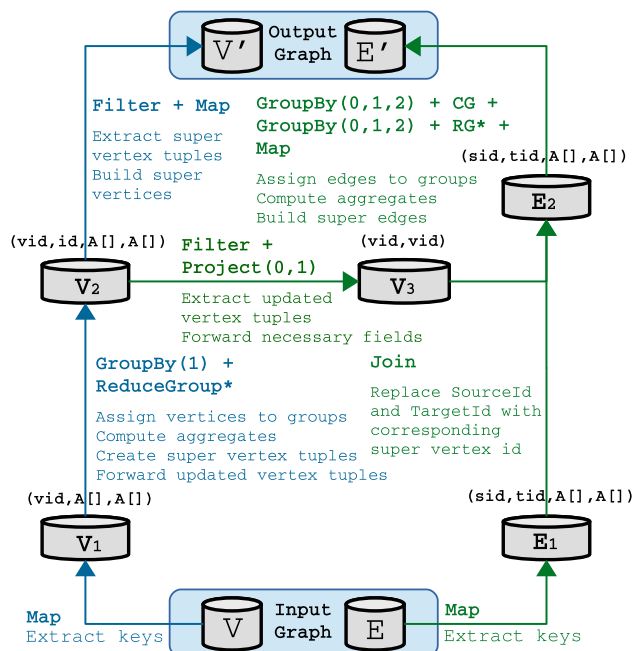 V’ Output Graph E’
Filter + Map
Extract super
vertex tuples
Build super
vertices
GroupBy(0,1,2) + CG +
GroupBy(0,1,2) + RG* +
Map
Assign edges to groups
Compute aggregates
Build super edges
(sid,tid,A[],A[])
E2
(vid,id,A[],A[])
V2
Filter +
Project(0,1)
Extract updated
vertex tuples
Forward necessary fields
(vid,vid)
V3
GroupBy(1) +
ReduceGroup*
Assign vertices to groups
Compute aggregates
Create super vertex tuples
Forward updated vertex tuples
Join
Replace SourceId
and TargetId with
corresponding
super vertex id
(vid,A[],A[])
V1
(sid,tid,A[],A[])
E1
Map
Extract keys
V Input Graph E
Map
Extract keys